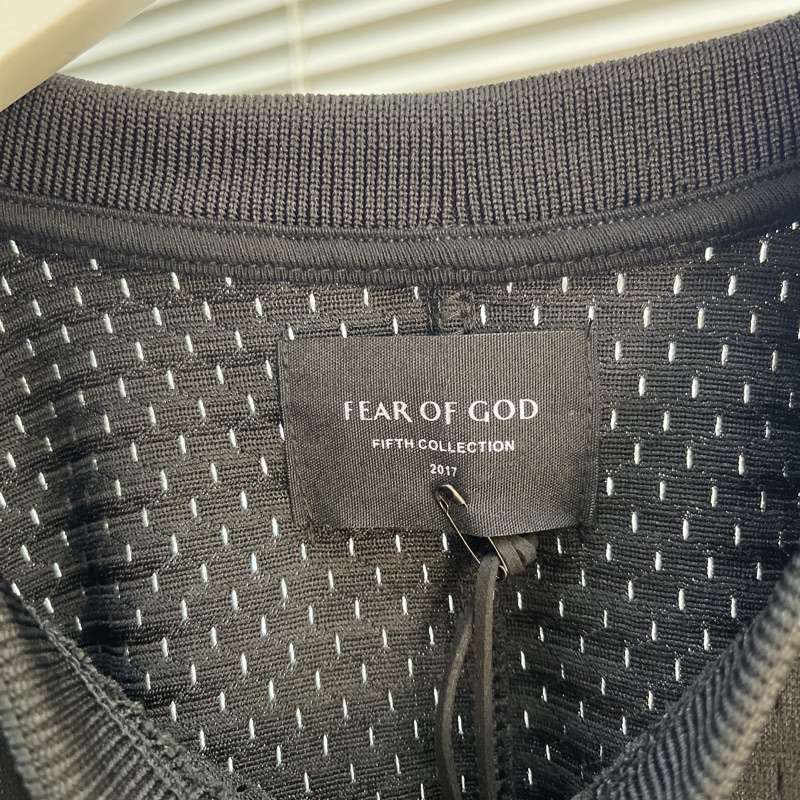 FEAR OF GOD
FIFTH COLLECTION
2017